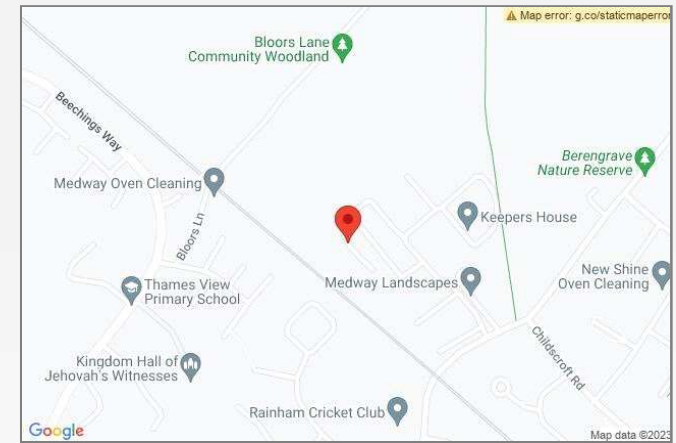 Map error: g.co/staticmaperror
Bloors Lane
Community Woodland
Beechings Way
Berengrave
Nature Reserve
Medway Oven Cleaning
Keepers House
Bloors Ln
New Shine
Oven Cleaning
Medway Landscapes
Thames View
Primary School
Childscroft Rd
Kingdom Hall of
Jehovah's Witnesses
Rainham Cricket Club
Google
Map data ©2023